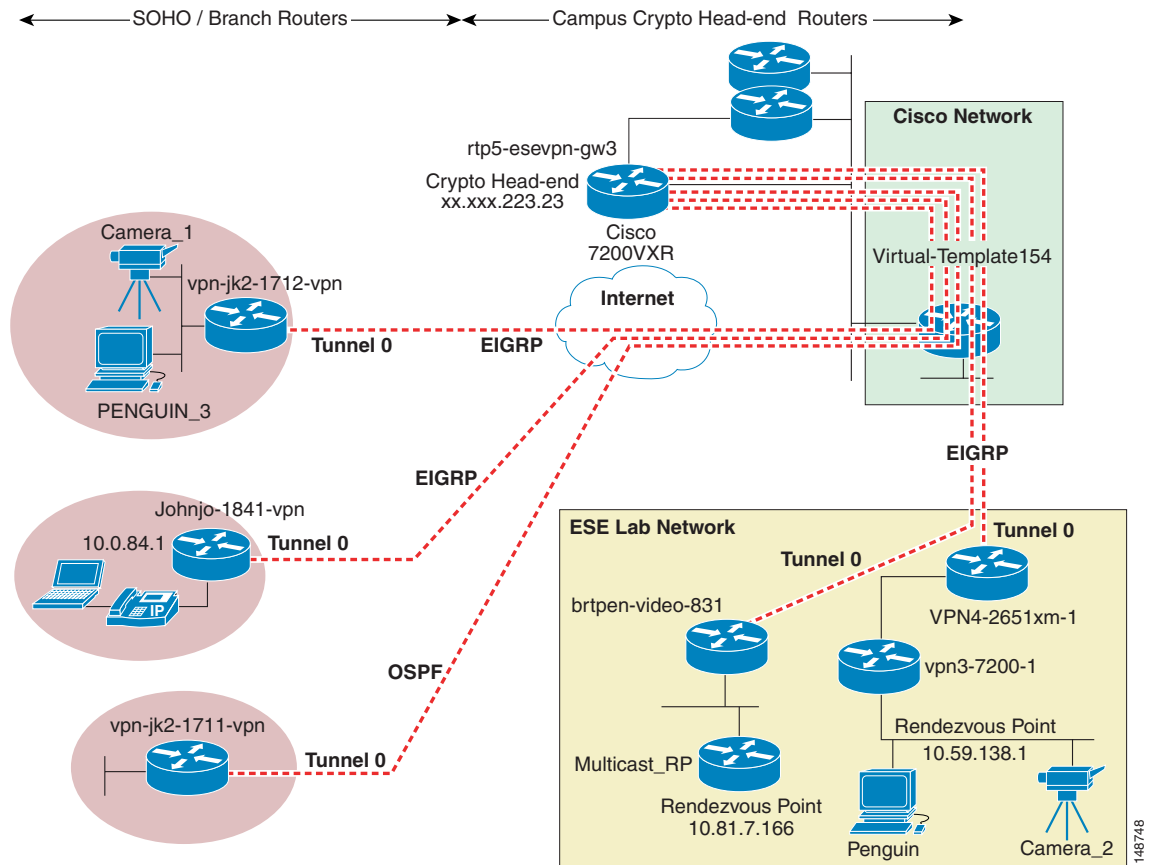 SOHO / Branch Routers
Campus Crypto Head-end Routers
Cisco Network
rtp5-esevpn-gw3
Crypto Head-end
xx.xxx.223.23
Cisco
7200VXR
Virtual-Template154
Internet
Camera_1
vpn-jk2-1712-vpn
Tunnel 0
EIGRP
PENGUIN_3
EIGRP
EIGRP
Johnjo-1841-vpn
10.0.84.1
Tunnel 0
IP
ESE Lab Network
Tunnel 0
Tunnel 0
brtpen-video-831
VPN4-2651xm-1
vpn3-7200-1
OSPF
vpn-jk2-1711-vpn
Tunnel 0
Multicast_RP
Rendezvous Point
10.81.7.166
Rendezvous Point
10.59.138.1
Penguin
Camera_2
148748